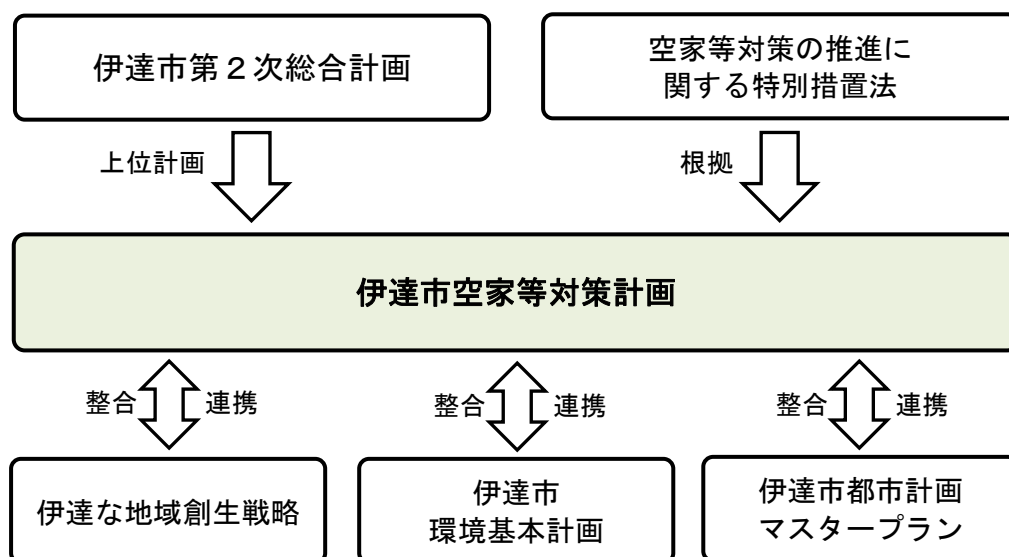 伊達市第２次総合計画
空家等対策の推進に
関する特別措置法
上位計画
根拠
伊達市空家等対策計画
整合
連携
整合
連携
整合
連携
伊達な地域創生戦略
伊達市
環境基本計画
伊達市都市計画
マスタープラン